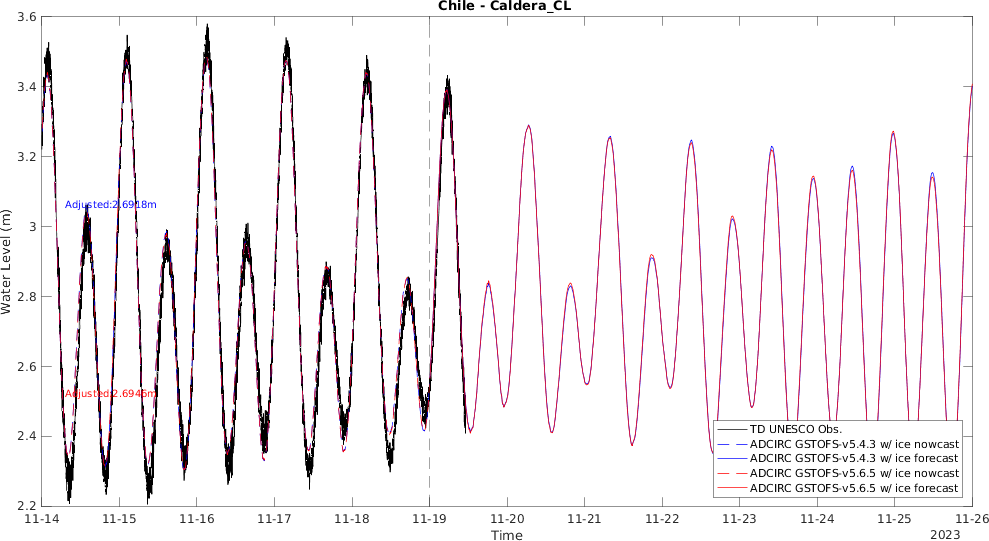 Chile - Caldera_CL
3.6
3.4
3.2
3
2.8
2.6
2.4
2.2
Water Level (m)
Adjusted:2.6918m
Adjusted:2.6946m
TD UNESCO Obs.
ADCIRC GSTOFS-v5.4.3 w/ ice nowcast
ADCIRC GSTOFS-v5.4.3 w/ ice forecast
ADCIRC GSTOFS-v5.6.5 w/ ice nowcast
ADCIRC GSTOFS-v5.6.5 w/ ice forecast
11-14 11-15 11-16 11-17 11-18 11-19 11-20 11-21 11-22 11-23 11-24 11-25 11-26
Time
2023